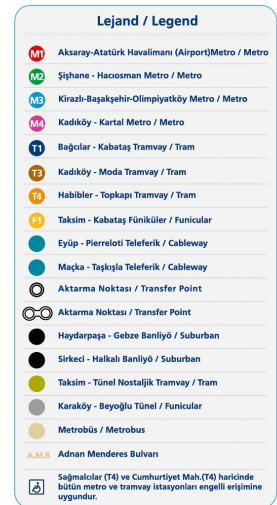 Lejand / Legend
M1 Aksaray-Atatürk Havalimanı (Airport)Metro / Metro
M2 Şişhane - Hacıosman Metro / Metro
M3 Kirazlı-Başakşehir-Olimpiyatköy Metro / Metro
M4 Kadıköy - Kartal Metro / Metro
T1 Bağcılar - Kabataş Tramvay / Tram
T3 Kadıköy - Moda Tramvay / Tram
T4 Habibler - Topkapı Tramvay / Tram
F1 Taksim - Kabataş Füniküler / Funicular
Eyüp - Pierreloti Teleferik / Cableway
Maçka - Taşkışla Teleferik / Cableway
Aktarma Noktası / Transfer Point
Aktarma Noktası / Transfer Point
Haydarpaşa - Gebze Banliyö / Suburban
Sirkeci - Halkalı Banliyö / Suburban
Taksim - Tünel Nostaljik Tramvay / Tram
Karaköy - Beyoğlu Tünel / Funicular
Metrobüs / Metrobus
A.M.B Adnan Menderes Bulvarı
Sağmalcılar (T4) ve Cumhurtiyet Mah.(T4) haricinde
bütün metro ve tramvay istasyonları engelli erişimine
uygundur.